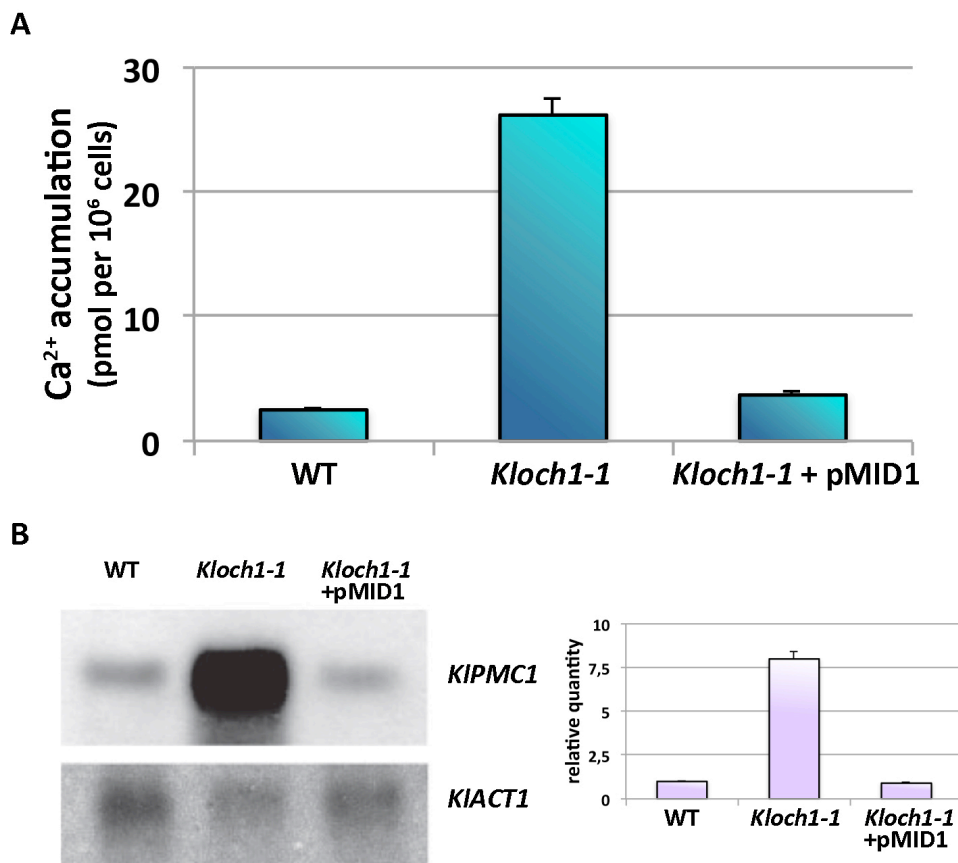 A
30
20
10
0
Ca²⁺ accumulation
(pmol per 10⁶ cells)
WT
Kloch1-1
Kloch1-1 + pMID1
B
WT
Kloch1-1
Kloch1-1
+pMID1
KlPMC1
KlACT1
relative quantity
10
7,5
5
2,5
0
WT
Kloch1-1
Kloch1-1
+pMID1